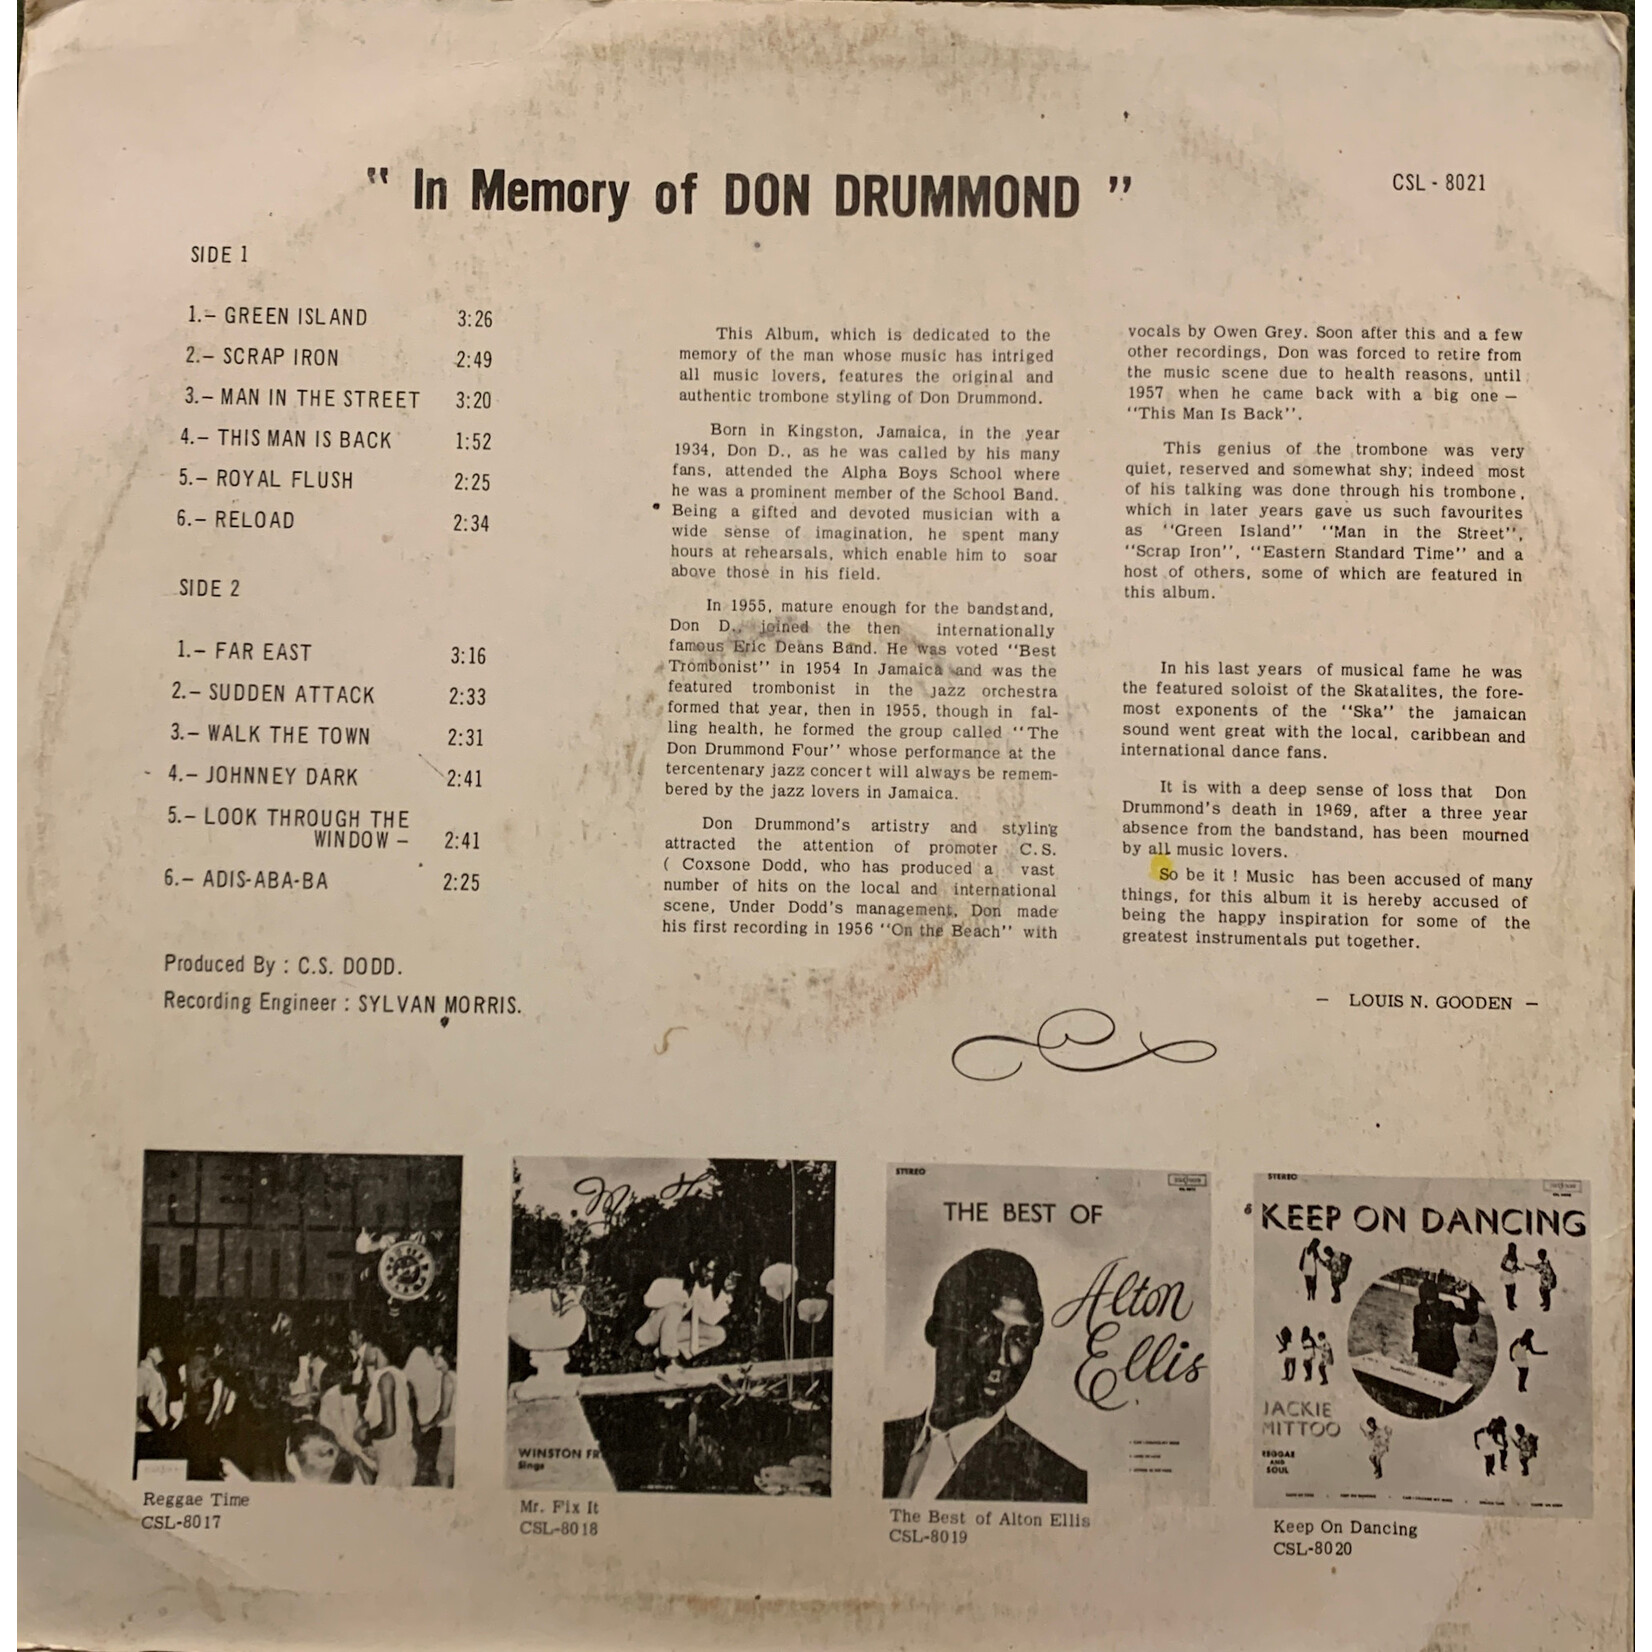 " In Memory of DON DRUMMOND "
CSL - 8021
SIDE 1
1.– GREEN ISLAND 3:26
2.– SCRAP IRON 2:49
3.– MAN IN THE STREET 3:20
4.– THIS MAN IS BACK 1:52
5.– ROYAL FLUSH 2:25
6.– RELOAD 2:34
SIDE 2
1.– FAR EAST 3:16
2.– SUDDEN ATTACK 2:33
3.– WALK THE TOWN 2:31
4.– JOHNNEY DARK 2:41
5.– LOOK THROUGH THE
WINDOW – 2:41
6.– ADIS-ABA-BA 2:25
Produced By : C.S. DODD.
Recording Engineer : SYLVAN MORRIS.
This Album, which is dedicated to the
memory of the man whose music has intriged
all music lovers, features the original and
authentic trombone styling of Don Drummond.
Born in Kingston, Jamaica, in the year
1934, Don D., as he was called by his many
fans, attended the Alpha Boys School where
he was a prominent member of the School Band.
Being a gifted and devoted musician with a
wide sense of imagination, he spent many
hours at rehearsals, which enable him to soar
above those in his field.
In 1955, mature enough for the bandstand,
Don D., joined the then internationally
famous Eric Deans Band. He was voted "Best
Trombonist" in 1954 In Jamaica and was the
featured trombonist in the jazz orchestra
formed that year, then in 1955, though in fal-
ling health, he formed the group called "The
Don Drummond Four" whose performance at the
tercentenary jazz concert will always be remem-
bered by the jazz lovers in Jamaica.
Don Drummond's artistry and styling
attracted the attention of promoter C.S.
( Coxsone Dodd, who has produced a vast
number of hits on the local and international
scene, Under Dodd's management, Don made
his first recording in 1956 "On the Beach" with
vocals by Owen Grey. Soon after this and a few
other recordings, Don was forced to retire from
the music scene due to health reasons, until
1957 when he came back with a big one –
"This Man Is Back".
This genius of the trombone was very
quiet, reserved and somewhat shy; indeed most
of his talking was done through his trombone,
which in later years gave us such favourites
as "Green Island" "Man in the Street",
"Scrap Iron", "Eastern Standard Time" and a
host of others, some of which are featured in
this album.
In his last years of musical fame he was
the featured soloist of the Skatalites, the fore-
most exponents of the "Ska" the jamaican
sound went great with the local, caribbean and
international dance fans.
It is with a deep sense of loss that Don
Drummond's death in 1969, after a three year
absence from the bandstand, has been mourned
by all music lovers.
So be it ! Music has been accused of many
things, for this album it is hereby accused of
being the happy inspiration for some of the
greatest instrumentals put together.
– LOUIS N. GOODEN –
REGGAE
TIME
Reggae Time
CSL-8017
WINSTON FR
Sings
Mr. Fix It
CSL-8018
STEREO
THE BEST OF
Alton
Ellis
The Best of Alton Ellis
CSL-8019
STEREO
KEEP ON DANCING
JACKIE
MITTOO
REGGAE
AND
SOUL
Keep On Dancing
CSL-8020